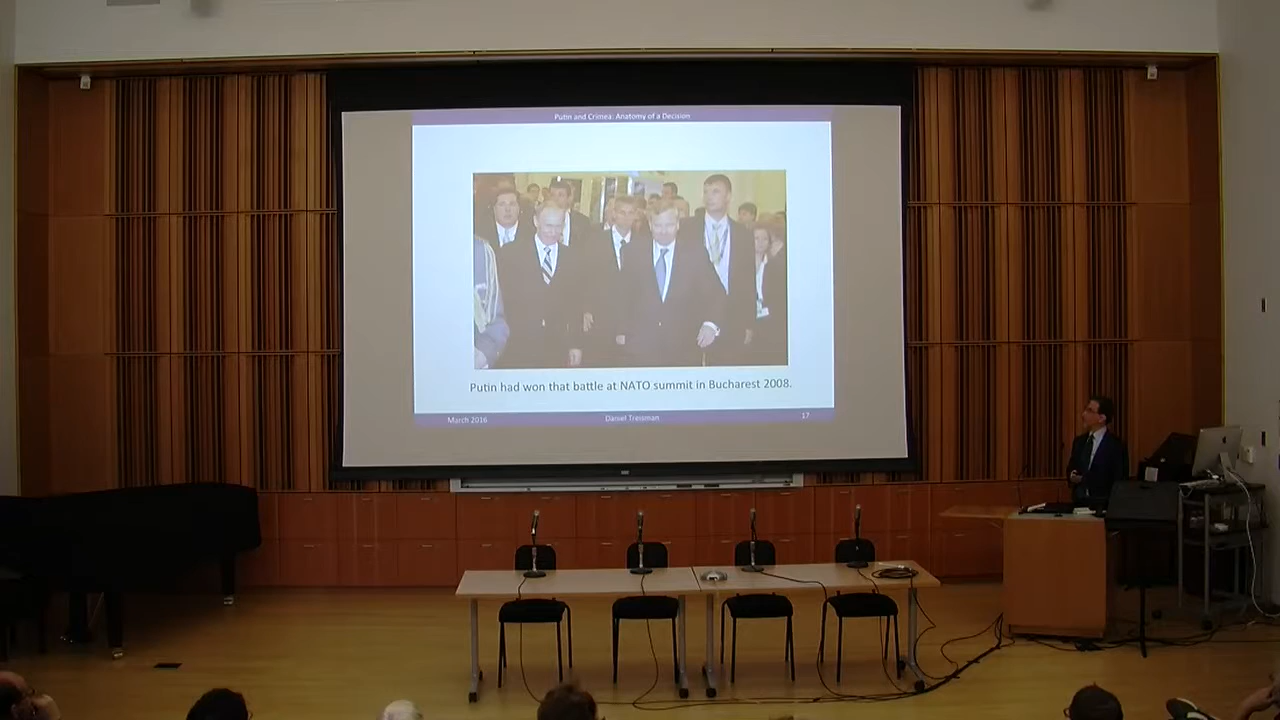 Putin and Crimea: Anatomy of a Decision
Putin had won that battle at NATO summit in Bucharest 2008.
March 2016
Daniel Treisman
17